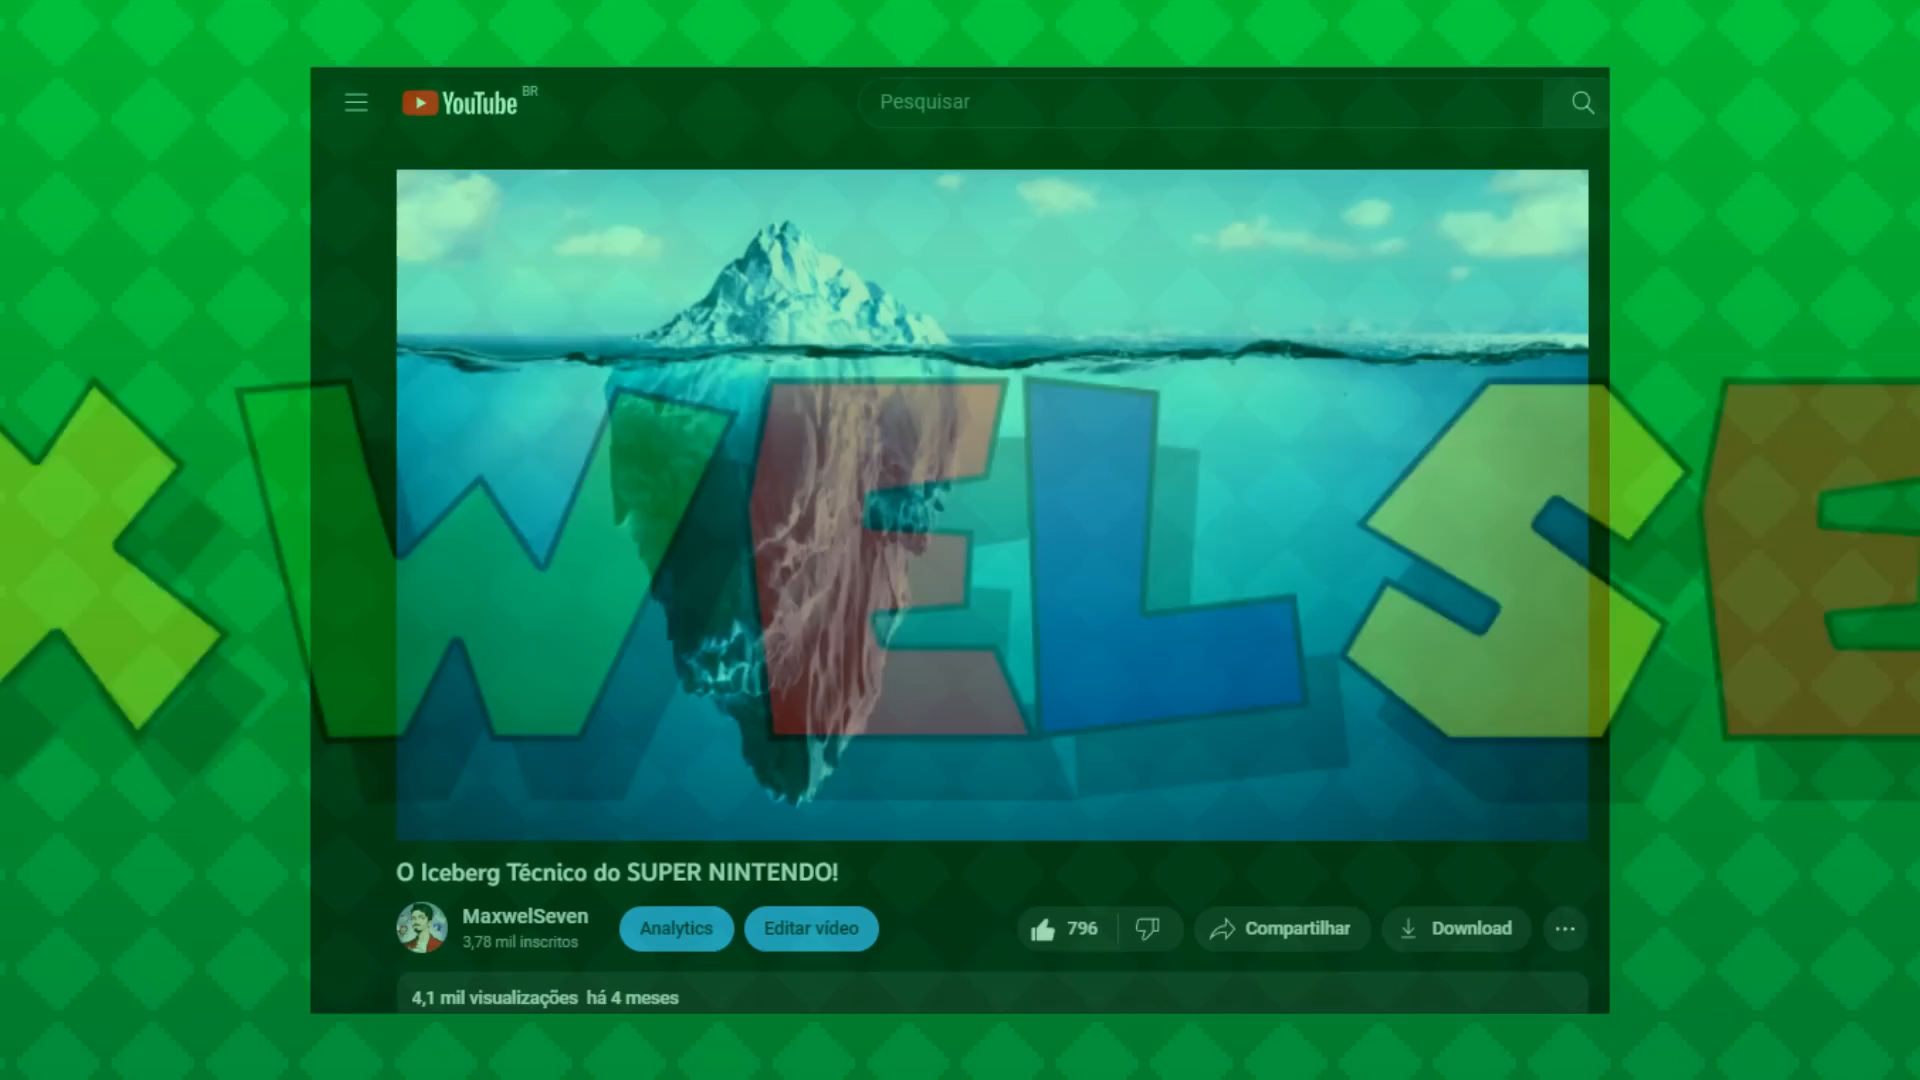 YouTube BR
Pesquisar
XWELSE
O Iceberg Técnico do SUPER NINTENDO!
MaxwelSeven
3,78 mil inscritos
Analytics
Editar vídeo
796
Compartilhar
Download
4,1 mil visualizações há 4 meses